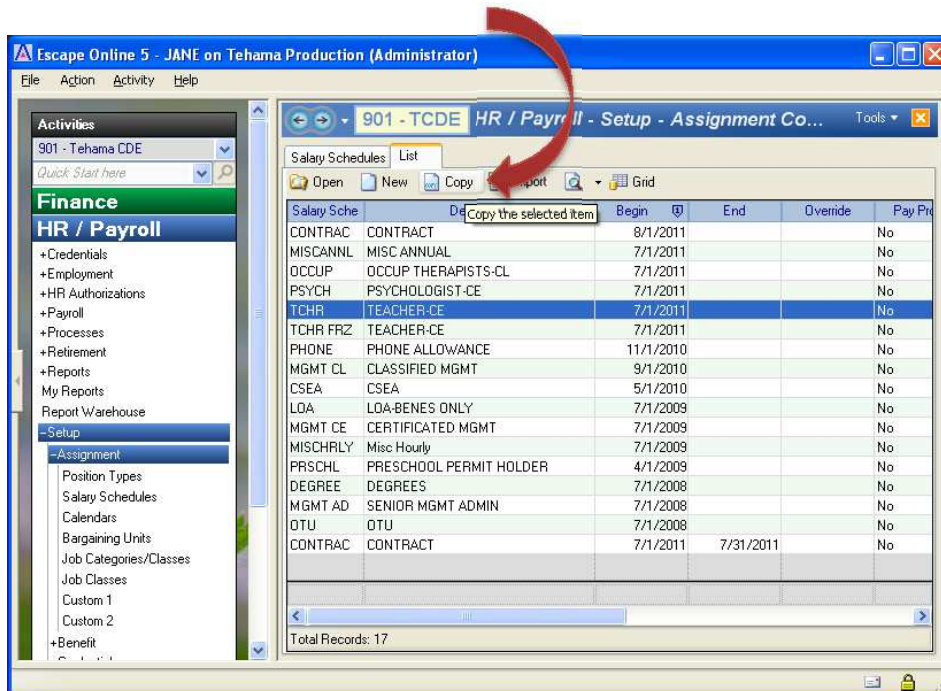 Escape Online 5 - JANE on Tehama Production (Administrator)
File Action Activity Help
Activities
901 - Tehama CDE
Quick Start here
Finance
HR / Payroll
+Credentials
+Employment
+HR Authorizations
+Payroll
+Processes
+Retirement
+Reports
My Reports
Report Warehouse
-Setup
-Assignment
Position Types
Salary Schedules
Calendars
Bargaining Units
Job Categories/Classes
Job Classes
Custom 1
Custom 2
+Benefit
901 - TCDE HR / Payroll - Setup - Assignment Co... Tools
Salary Schedules List
Open New Copy Grid
Copy the selected item
Salary Sche De Begin End Override Pay Pro
CONTRAC CONTRACT 8/1/2011 No
MISCANNL MISC ANNUAL 7/1/2011 No
OCCUP OCCUP THERAPISTS-CL 7/1/2011 No
PSYCH PSYCHOLOGIST-CE 7/1/2011 No
TCHR TEACHER-CE 7/1/2011 No
TCHR FRZ TEACHER-CE 7/1/2011 No
PHONE PHONE ALLOWANCE 11/1/2010 No
MGMT CL CLASSIFIED MGMT 9/1/2010 No
CSEA CSEA 5/1/2010 No
LOA LOA-BENES ONLY 7/1/2009 No
MGMT CE CERTIFICATED MGMT 7/1/2009 No
MISCHRLY Misc Hourly 7/1/2009 No
PRSCHL PRESCHOOL PERMIT HOLDER 4/1/2009 No
DEGREE DEGREES 7/1/2008 No
MGMT AD SENIOR MGMT ADMIN 7/1/2008 No
OTU OTU 7/1/2008 No
CONTRAC CONTRACT 7/1/2011 7/31/2011 No
Total Records: 17